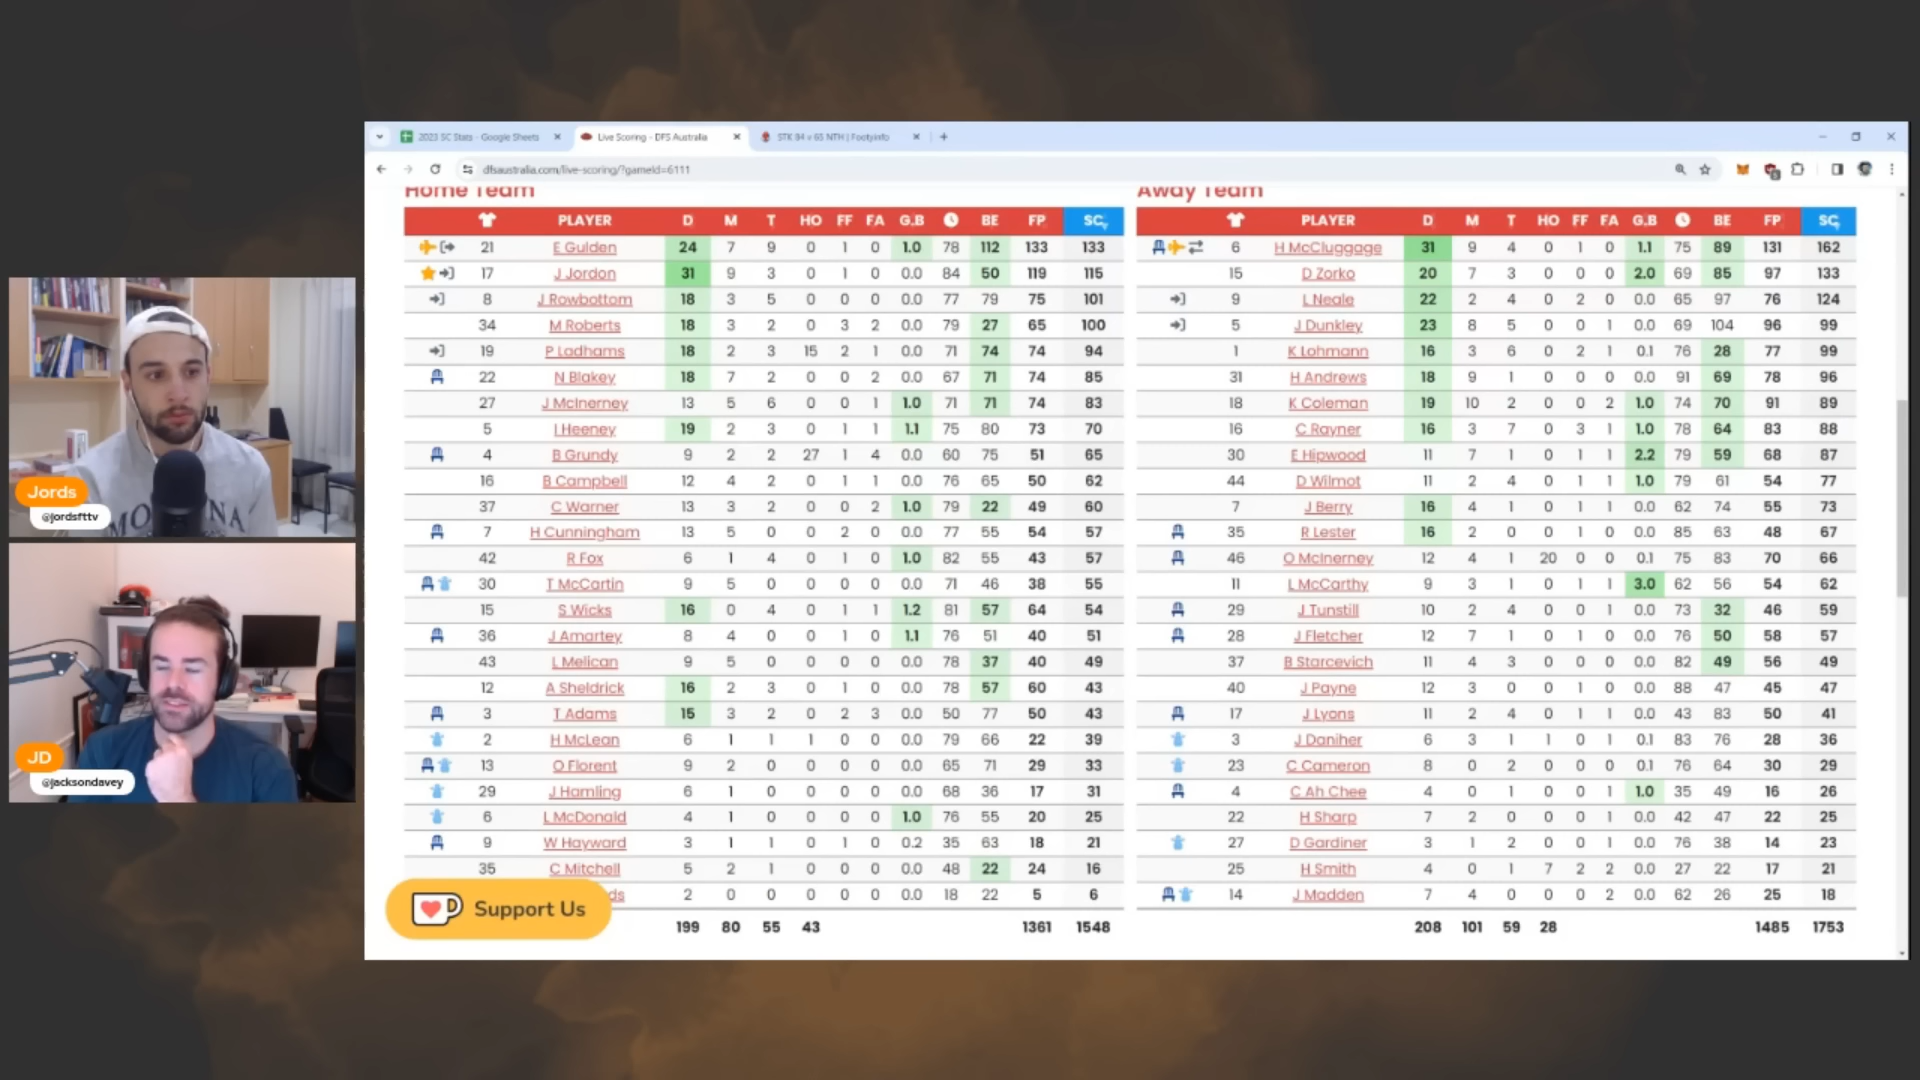 2023 SC Stats - Google Sheets
Live Scoring - DFS Australia
STK 84 v 65 NTH | Footyinfo
dfsaustralia.com/live-scoring/?gameId=6111
Home Team
PLAYER D M T HO FF FA G.B BE FP SC
21 E Gulden 24 7 9 0 1 0 1.0 78 112 133 133
17 J Jordon 31 9 3 0 1 0 0.0 84 50 119 115
8 J Rowbottom 18 3 5 0 0 0 0.0 77 79 75 101
34 M Roberts 18 3 2 0 3 2 0.0 79 27 65 100
19 P Ladhams 18 2 3 15 2 1 0.0 71 74 74 94
22 N Blakey 18 7 2 0 0 2 0.0 67 71 74 85
27 J McInerney 13 5 6 0 0 1 1.0 71 71 74 83
5 I Heeney 19 2 3 0 1 1 1.1 75 80 73 70
4 B Grundy 9 2 2 27 1 4 0.0 60 75 51 65
16 B Campbell 12 4 2 0 1 1 0.0 76 65 50 62
37 C Warner 13 3 2 0 0 2 1.0 79 22 49 60
7 H Cunningham 13 5 0 0 2 0 0.0 77 55 54 57
42 R Fox 6 1 4 0 1 0 1.0 82 55 43 57
30 T McCartin 9 5 0 0 0 0 0.0 71 46 38 55
15 S Wicks 16 0 4 0 1 1 1.2 81 57 64 54
36 J Amartey 8 4 0 0 1 0 1.1 76 51 40 51
43 L Melican 9 5 0 0 0 0 0.0 78 37 40 49
12 A Sheldrick 16 2 3 0 1 0 0.0 78 57 60 43
3 T Adams 15 3 2 0 2 3 0.0 50 77 50 43
2 H McLean 6 1 1 1 0 0 0.0 79 66 22 39
13 O Florent 9 2 0 0 0 0 0.0 65 71 29 33
29 J Hamling 6 1 0 0 0 0 0.0 68 36 17 31
6 L McDonald 4 1 0 0 0 0 1.0 76 55 20 25
9 W Hayward 3 1 1 0 1 0 0.2 35 63 18 21
35 C Mitchell 5 2 1 0 0 0 0.0 48 22 24 16
ds 2 0 0 0 0 0 0.0 18 22 5 6
199 80 55 43 1361 1548
Away Team
PLAYER D M T HO FF FA G.B BE FP SC
6 H McCluggage 31 9 4 0 1 0 1.1 75 89 131 162
15 D Zorko 20 7 3 0 0 0 2.0 69 85 97 133
9 L Neale 22 2 4 0 2 0 0.0 65 97 76 124
5 J Dunkley 23 8 5 0 0 1 0.0 69 104 96 99
1 K Lohmann 16 3 6 0 2 1 0.1 76 28 77 99
31 H Andrews 18 9 1 0 0 0 0.0 91 69 78 96
18 K Coleman 19 10 2 0 0 2 1.0 74 70 91 89
16 C Rayner 16 3 7 0 3 1 1.0 78 64 83 88
30 E Hipwood 11 7 1 0 1 1 2.2 79 59 68 87
44 D Wilmot 11 2 4 0 1 1 1.0 79 61 54 77
7 J Berry 16 4 1 0 1 1 0.0 62 74 55 73
35 R Lester 16 2 0 0 1 0 0.0 85 63 48 67
46 O McInerney 12 4 1 20 0 0 0.1 75 83 70 66
11 L McCarthy 9 3 1 0 1 1 3.0 62 56 54 62
29 J Tunstill 10 2 4 0 0 1 0.0 73 32 46 59
28 J Fletcher 12 7 1 0 1 0 0.0 76 50 58 57
37 B Starcevich 11 4 3 0 0 0 0.0 82 49 56 49
40 J Payne 12 3 0 0 1 0 0.0 88 47 45 47
17 J Lyons 11 2 4 0 1 1 0.0 43 83 50 41
3 J Daniher 6 3 1 1 0 1 0.1 83 76 28 36
23 C Cameron 8 0 2 0 0 0 0.1 76 64 30 29
4 C Ah Chee 4 0 1 0 0 1 1.0 35 49 16 26
22 H Sharp 7 2 0 0 0 1 0.0 42 47 22 25
27 D Gardiner 3 1 2 0 0 1 0.0 76 38 14 23
25 H Smith 4 0 1 7 2 2 0.0 27 22 17 21
14 J Madden 7 4 0 0 0 2 0.0 62 26 25 18
208 101 59 28 1485 1753
Support Us
Jords
@jordsfttv
JD
@jacksondavey